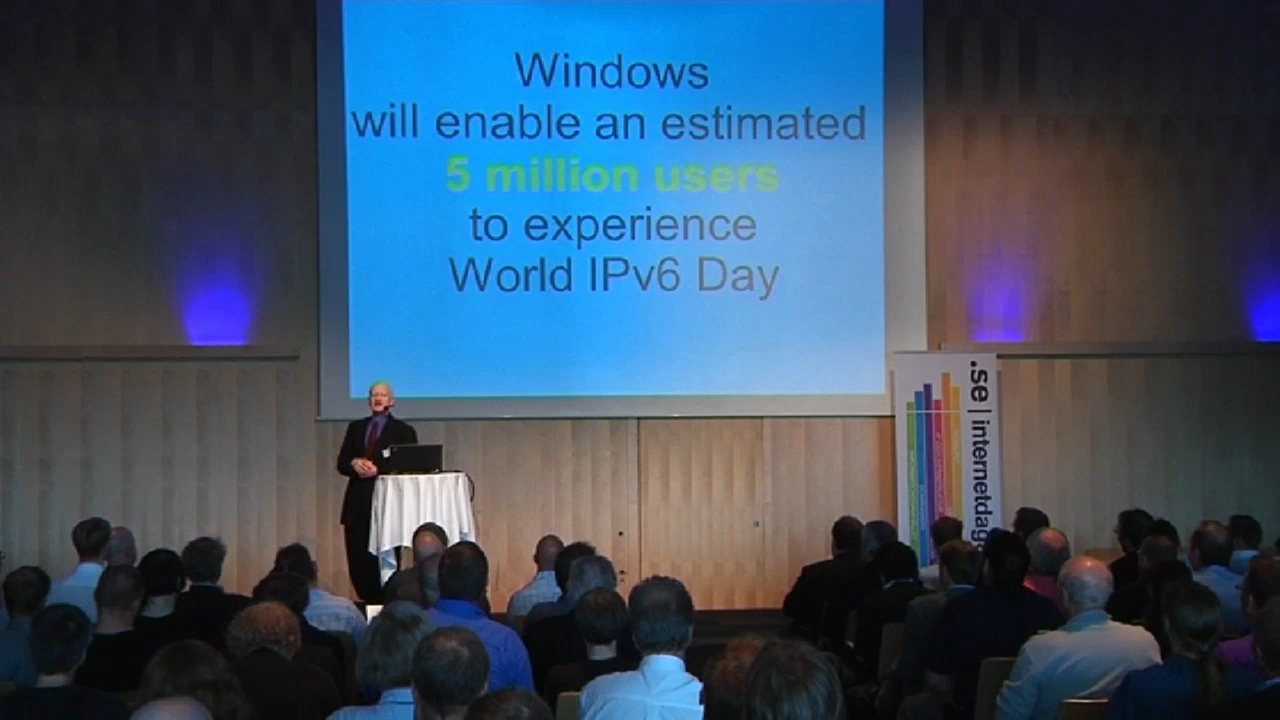 Windows
will enable an estimated
5 million users
to experience
World IPv6 Day
.se | internetdag